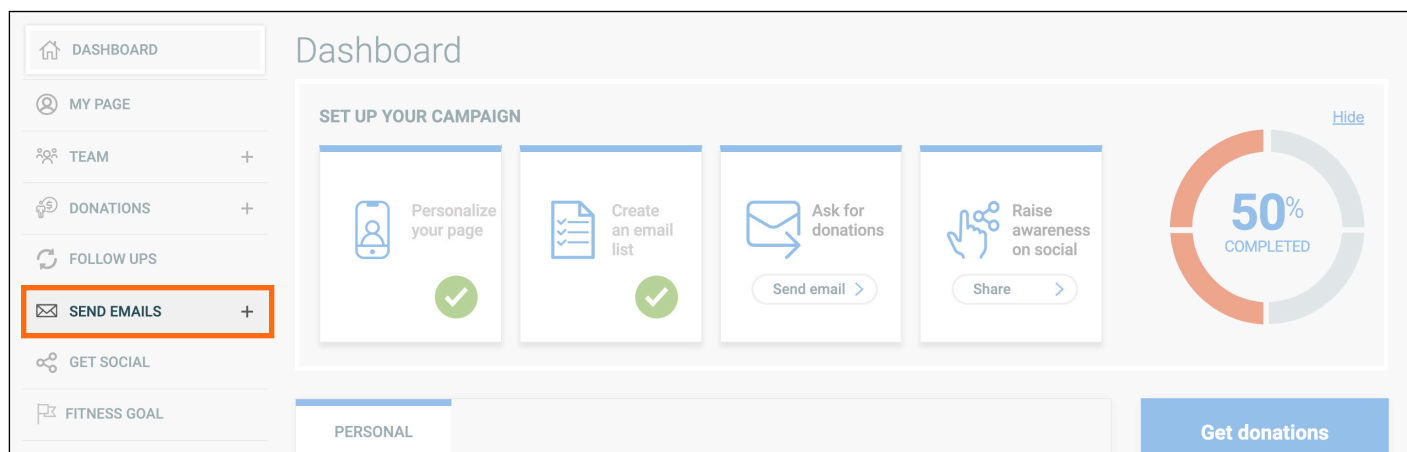 DASHBOARD
MY PAGE
TEAM +
DONATIONS +
FOLLOW UPS
SEND EMAILS +
GET SOCIAL
FITNESS GOAL
Dashboard
SET UP YOUR CAMPAIGN
Hide
Personalize
your page
Create
an email
list
Ask for
donations
Send email >
Raise
awareness
on social
Share >
50%
COMPLETED
PERSONAL
Get donations